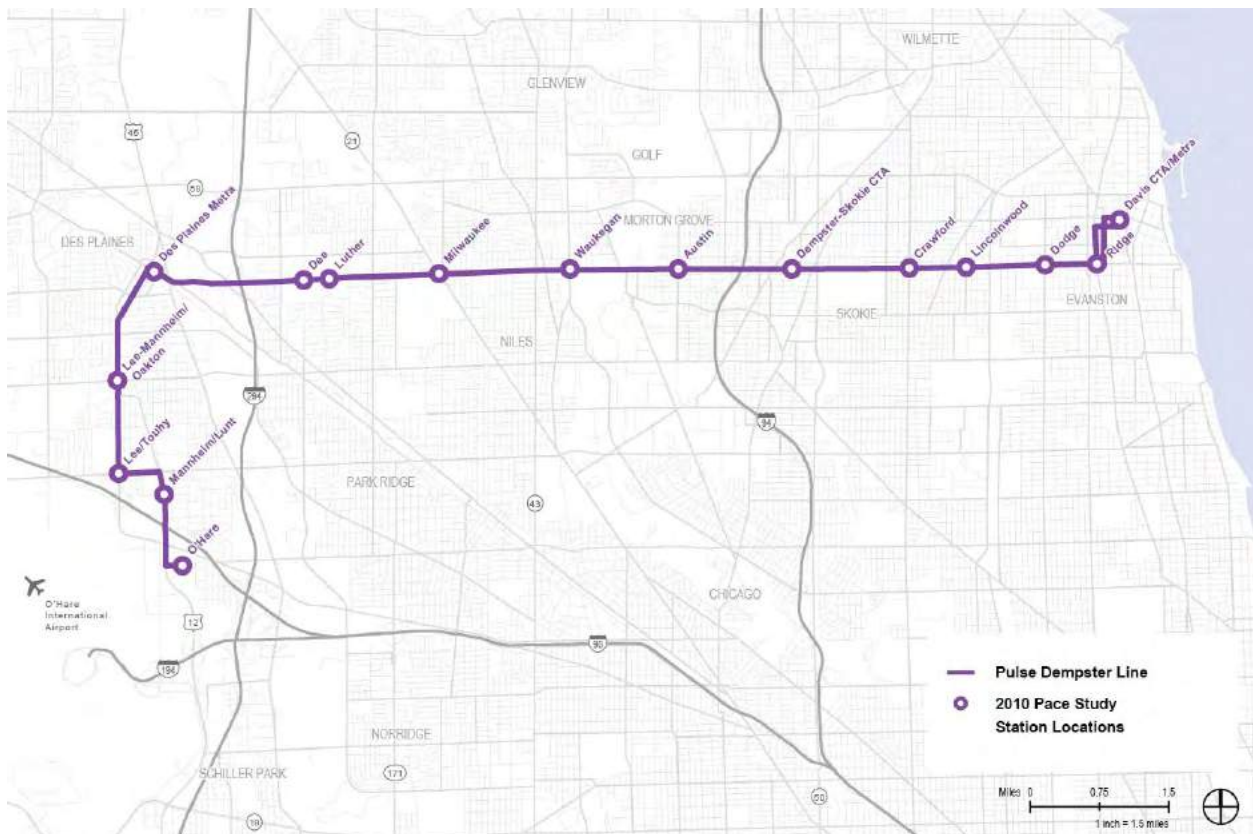 WILMETTE
GLENVIEW
45
21
GOLF
58
Des Plaines Metra
DES PLAINES
Dee
Luther
Milwaukee
Waukegan
MORTON GROVE
Austin
Dempster-Skokie CTA
Crawford
Lincolnwood
Dodge
Ridge
Davis CTA/Metra
EVANSTON
SKOKIE
NILES
Lee-Mannheim/
Oakton
294
94
Lee/Touhy
Mannheim/Lunt
PARK RIDGE
43
O'Hare
O'Hare
International
Airport
12
CHICAGO
90
194
NORRIDGE
SCHILLER PARK
171
19
50
Pulse Dempster Line
2010 Pace Study
Station Locations
Miles 0 0.75 1.5
1 inch = 1.5 miles